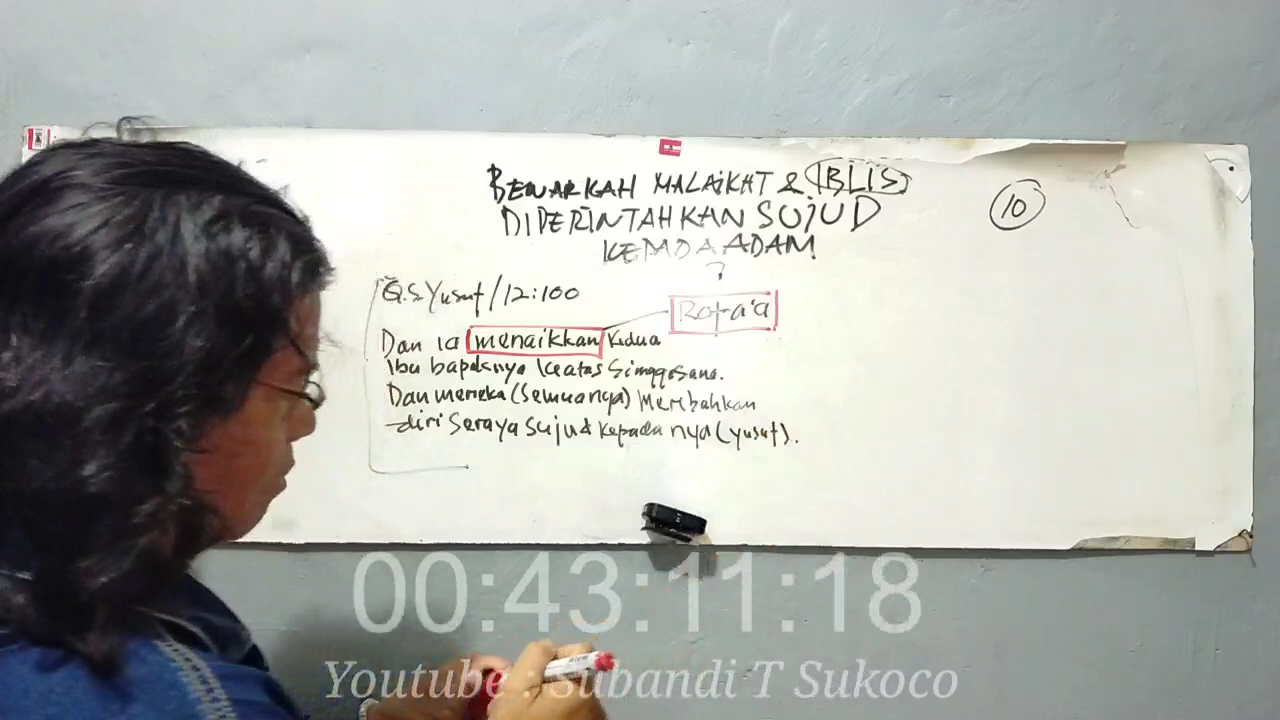 BENARKAH MALAIKAT & IBLIS
DIPERINTAHKAN SUJUD
KEPADA ADAM
?
10
Q.S Yusuf/12:100
Rofa'a
Dan ia menaikkan kedua
Ibu bapaknya keatas Singgasana.
Dan mereka (semuanya) merebahkan
diri seraya sujud kepadanya (yusuf).
00:43:11:18
Youtube : Subandi T Sukoco